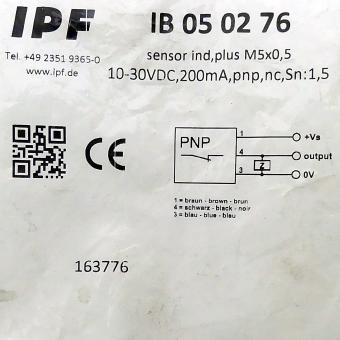 IPF
IB 05 02 76
Tel. +49 2351 9365-0
www.ipf.de
sensor ind,plus M5x0,5
10-30VDC,200mA,pnp,nc,Sn:1,5
CE
PNP
1
+Vs
4
output
Z
3
0V
1 = braun - brown - brun
4 = schwarz - black - noir
3 = blau - blue - bleu
163776